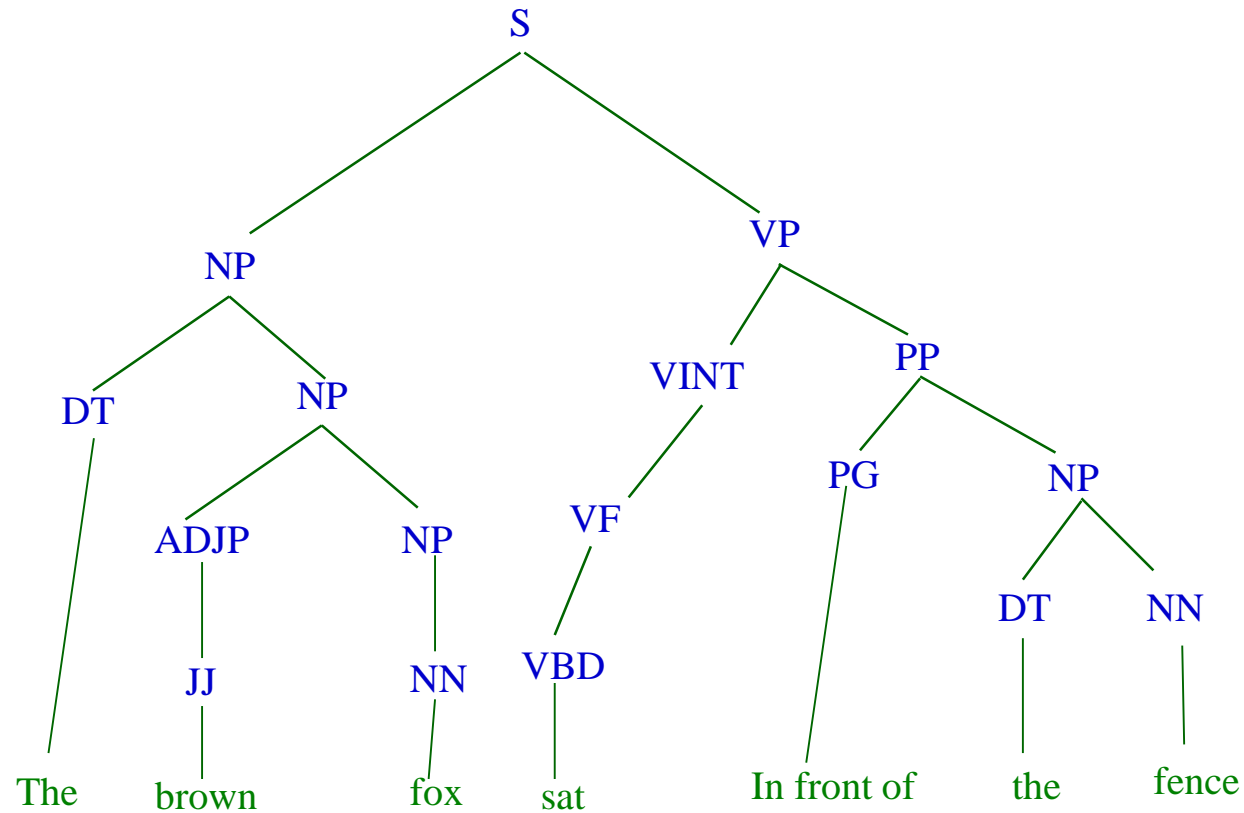 S
NP VP
DT NP VINT PP
ADJP NP VF PG NP
JJ NN VBD DT NN
The brown fox sat In front of the fence